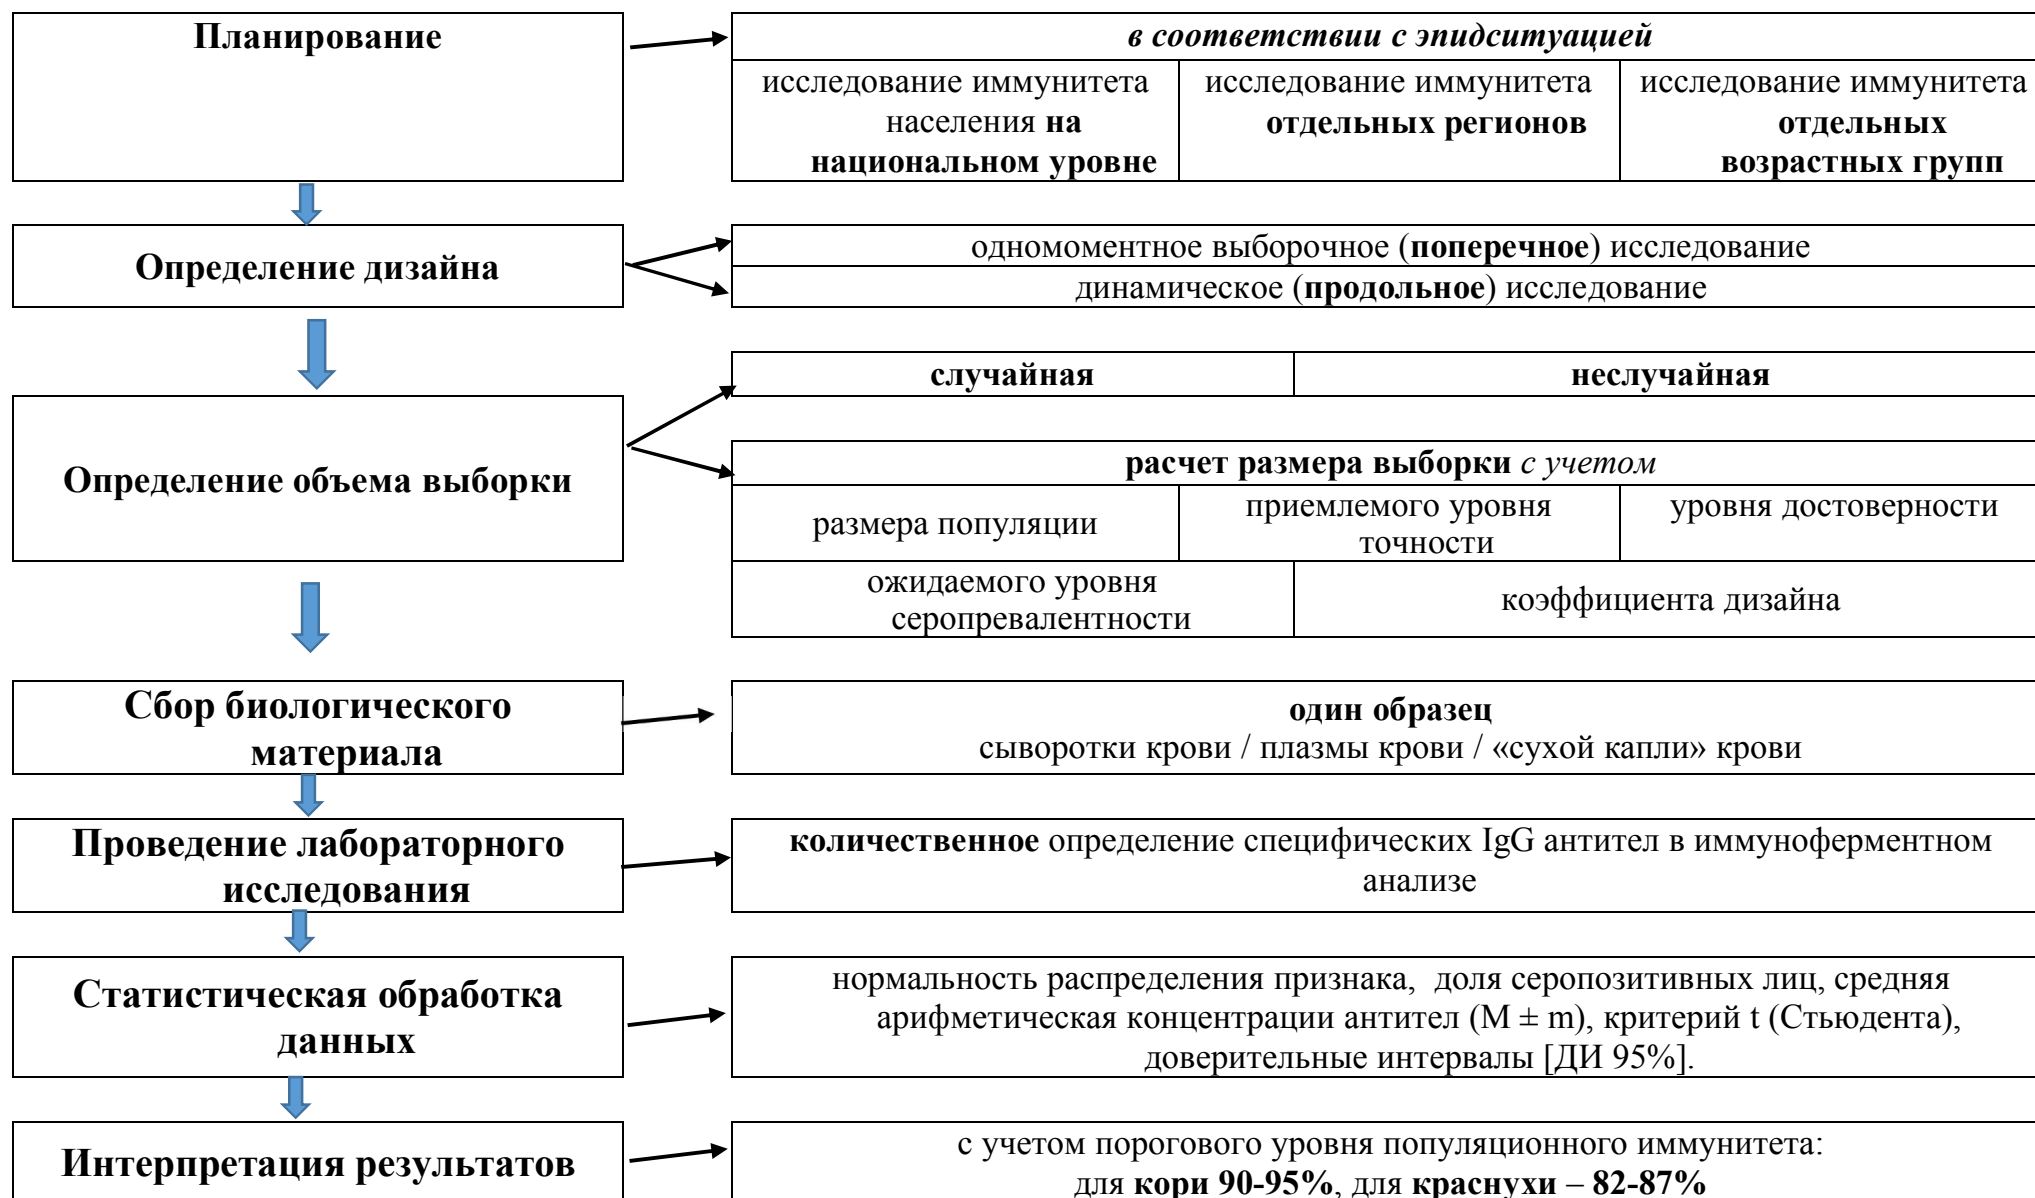 Планирование
в соответствии с эпидситуацией
исследование иммунитета
населения на
национальном уровне
исследование иммунитета
отдельных регионов
исследование иммунитета
отдельных
возрастных групп
Определение дизайна
одномоментное выборочное (поперечное) исследование
динамическое (продольное) исследование
Определение объема выборки
случайная
неслучайная
расчет размера выборки с учетом
размера популяции
приемлемого уровня
точности
уровня достоверности
ожидаемого уровня
серопревалентности
коэффициента дизайна
Сбор биологического
материала
один образец
сыворотки крови / плазмы крови / «сухой капли» крови
Проведение лабораторного
исследования
количественное определение специфических IgG антител в иммуноферментном
анализе
Статистическая обработка
данных
нормальность распределения признака, доля серопозитивных лиц, средняя
арифметическая концентрации антител (M ± m), критерий t (Стьюдента),
доверительные интервалы [ДИ 95%].
Интерпретация результатов
с учетом порогового уровня популяционного иммунитета:
для кори 90-95%, для краснухи – 82-87%